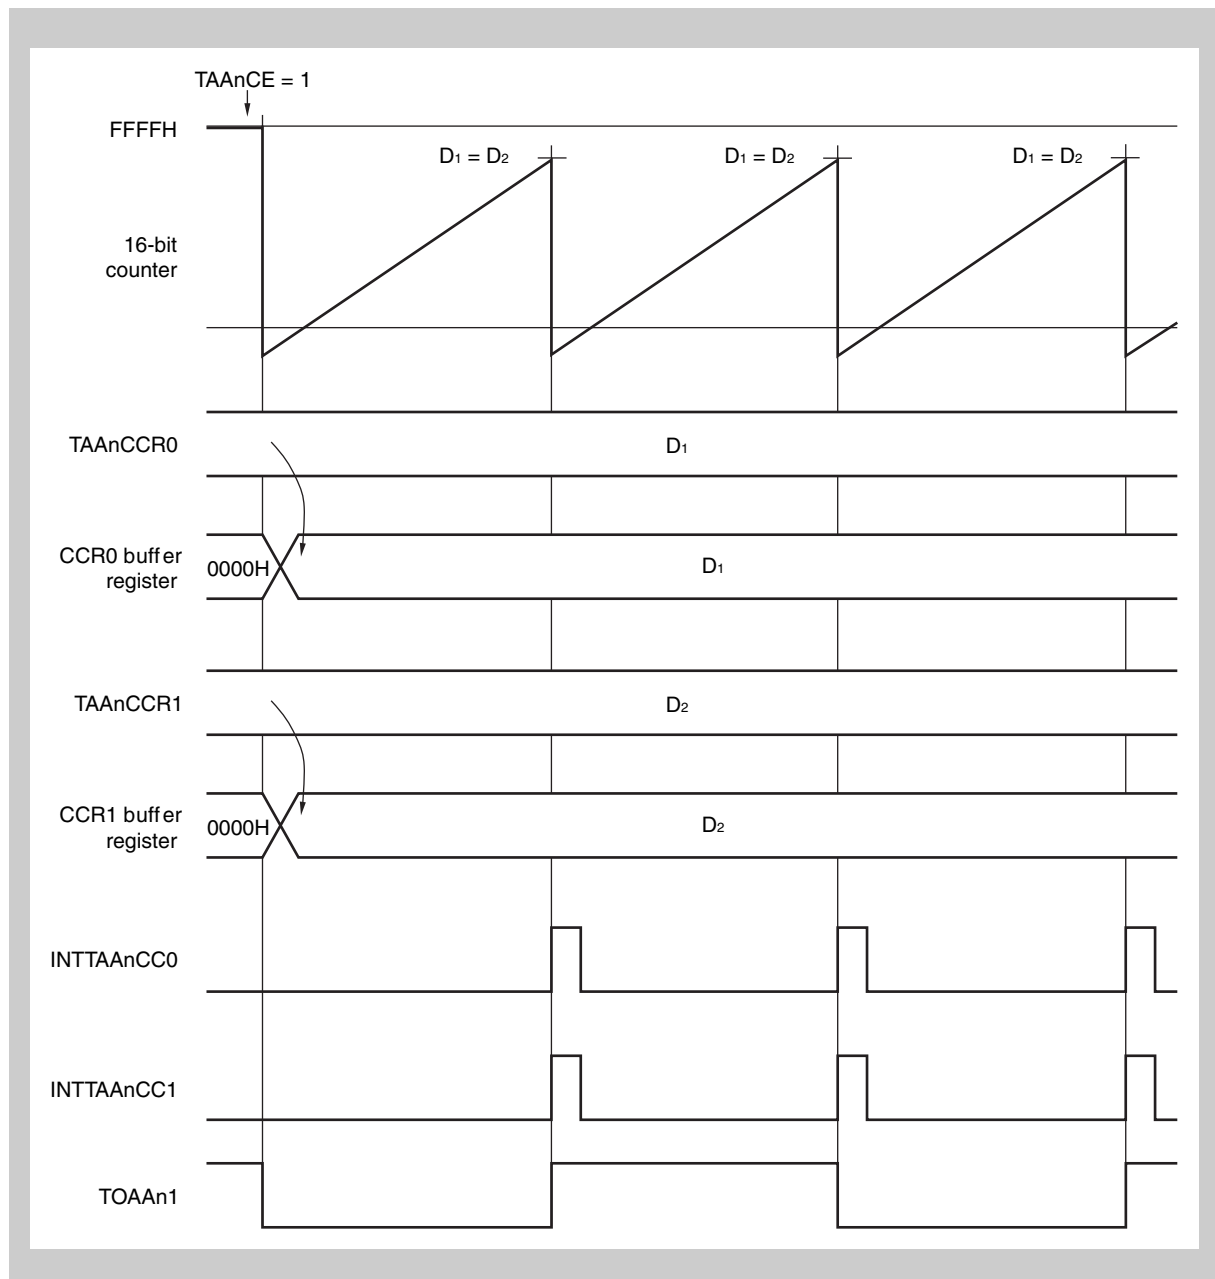 TAAnCE = 1
FFFFH
D₁ = D₂ D₁ = D₂ D₁ = D₂
16-bit
counter
TAAnCCR0
D₁
CCR0 buffer
register
0000H
D₁
TAAnCCR1
D₂
CCR1 buffer
register
0000H
D₂
INTTAAnCC0
INTTAAnCC1
TOAAn1